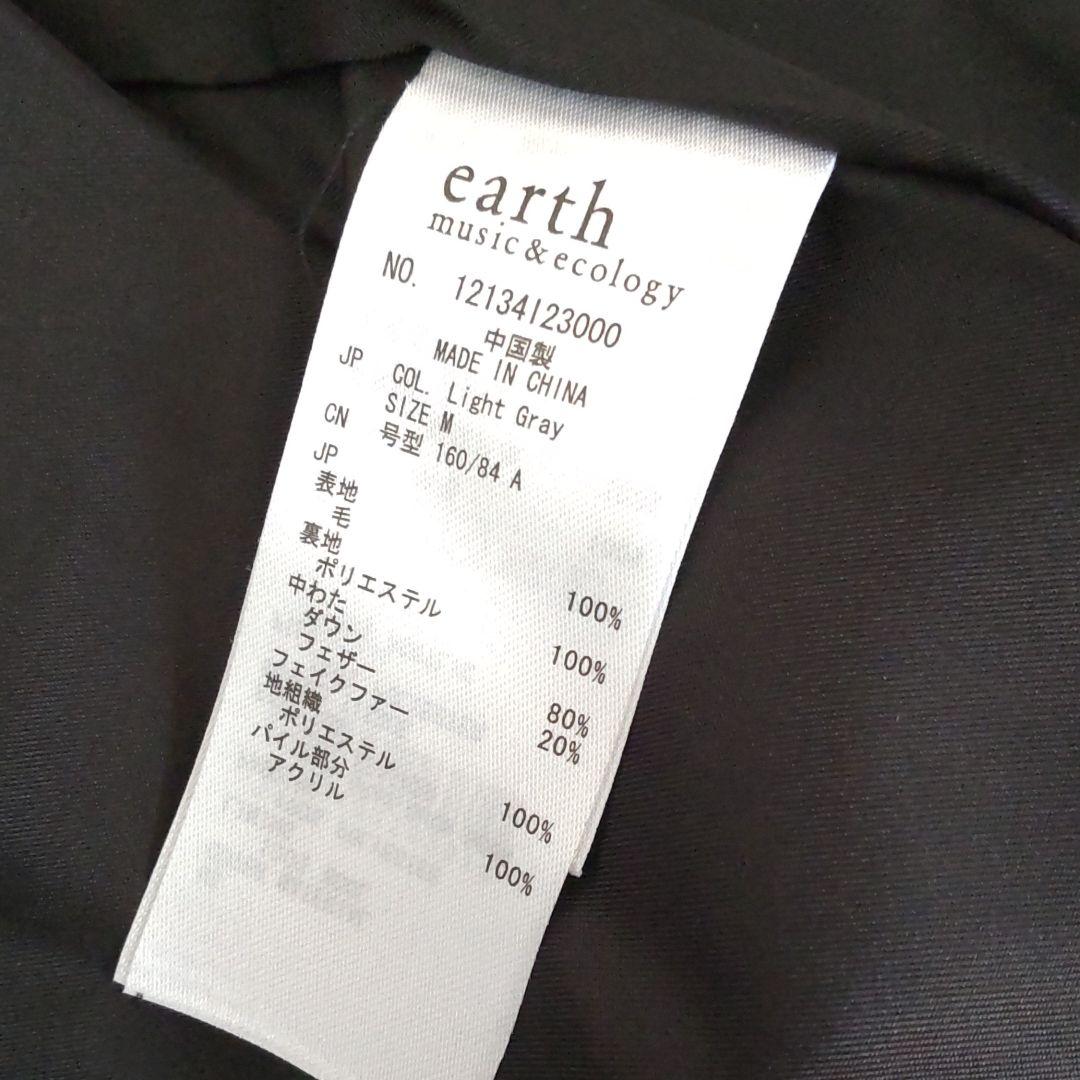 earth
music&ecology
NO. 12134I23000
中国製
MADE IN CHINA
JP COL. Light Gray
SIZE M
CN 号型 160/84 A
JP
表地
毛 100%
裏地
ポリエステル 100%
中わた
ダウン 80%
フェザー 20%
フェイクファー
地組織
ポリエステル 100%
パイル部分
アクリル 100%